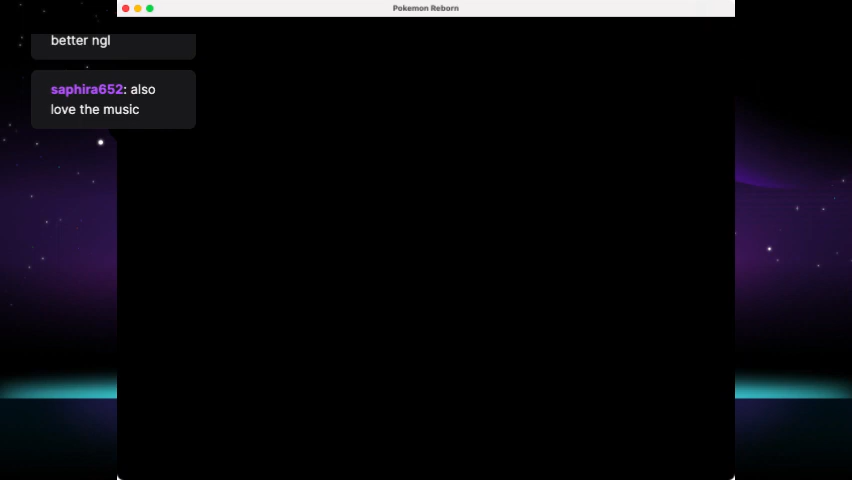 Pokemon Reborn
better ngl
saphira652: also
love the music